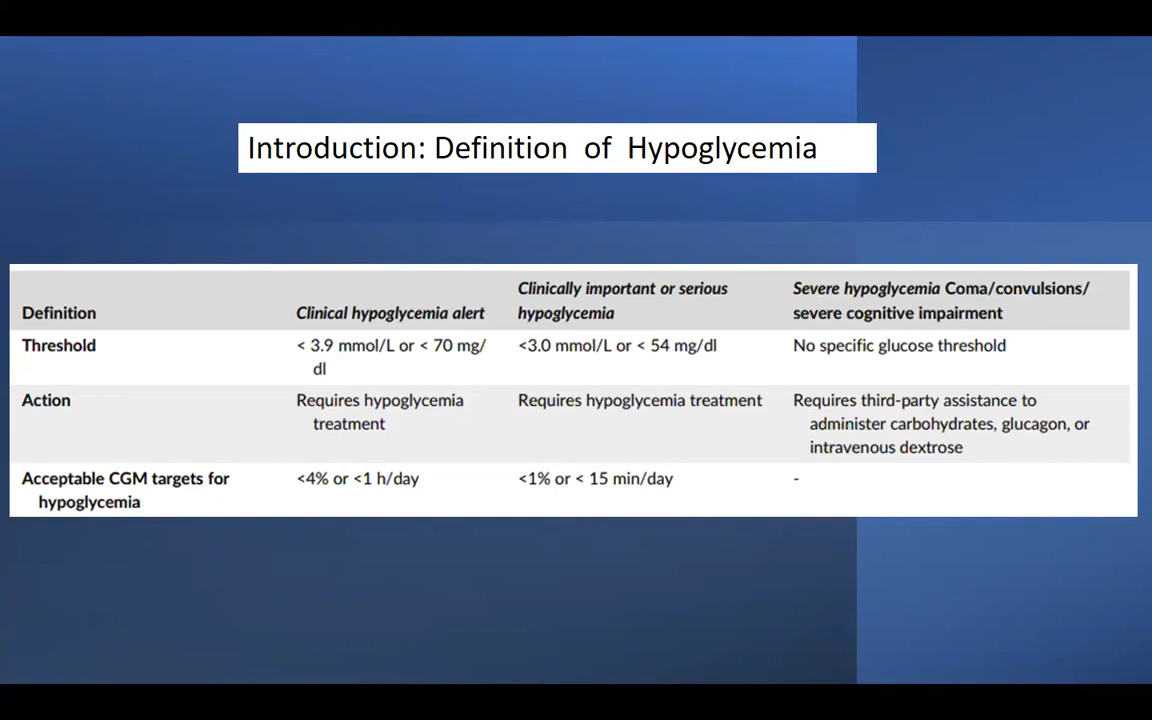 Introduction: Definition of Hypoglycemia
Clinically important or serious Severe hypoglycemia Coma/convulsions/
Definition Clinical hypoglycemia alert hypoglycemia severe cognitive impairment
Threshold < 3.9 mmol/L or < 70 mg/ <3.0 mmol/L or < 54 mg/dl No specific glucose threshold
dl
Action Requires hypoglycemia Requires hypoglycemia treatment Requires third-party assistance to
treatment administer carbohydrates, glucagon, or
intravenous dextrose
Acceptable CGM targets for <4% or <1 h/day <1% or < 15 min/day -
hypoglycemia